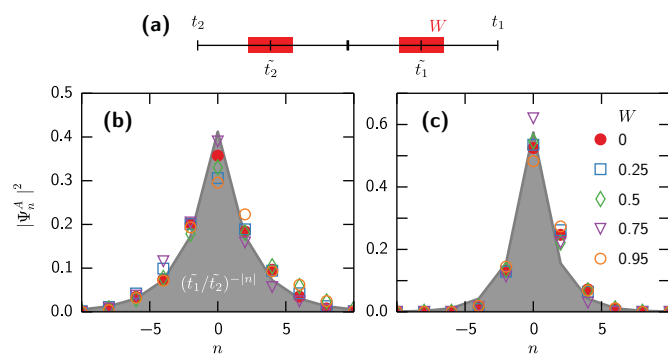 (a)
t₂ W t₁
t̃₂ t̃₁
(b)
0.5
0.4
0.3
0.2
0.1
0.0
|Ψₙᴬ|²
(t̃₁/t̃₂)⁻|ⁿ|
−5 0 5
n
(c)
0.6
0.4
0.2
0.0
−5 0 5
n
W
0
0.25
0.5
0.75
0.95